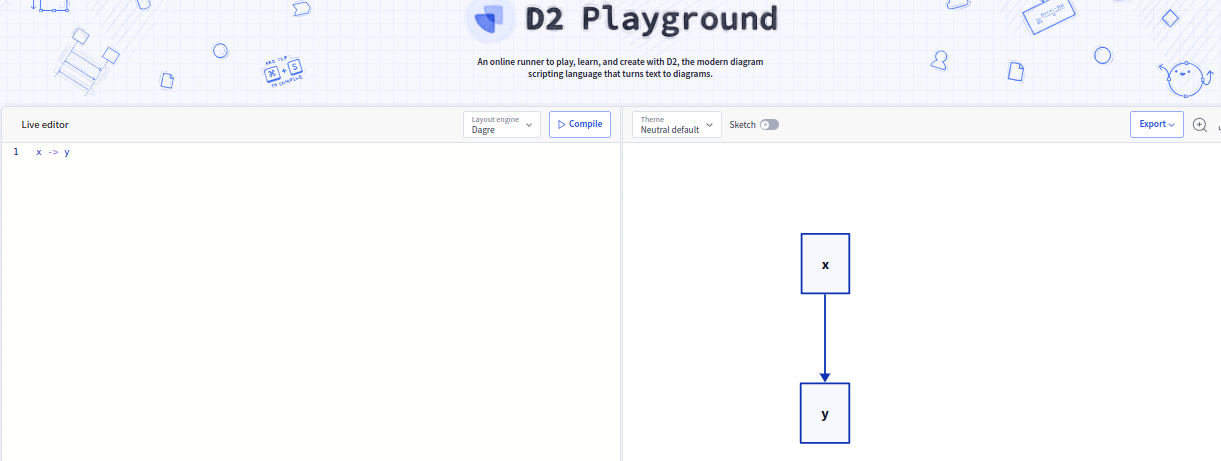 D2 Playground
An online runner to play, learn, and create with D2, the modern diagram
scripting language that turns text to diagrams.
PRO TIP
⌘ + S
TO COMPILE
Live editor
Layout engine
Dagre
Compile
Theme
Neutral default
Sketch
Export
1 x -> y
x
y